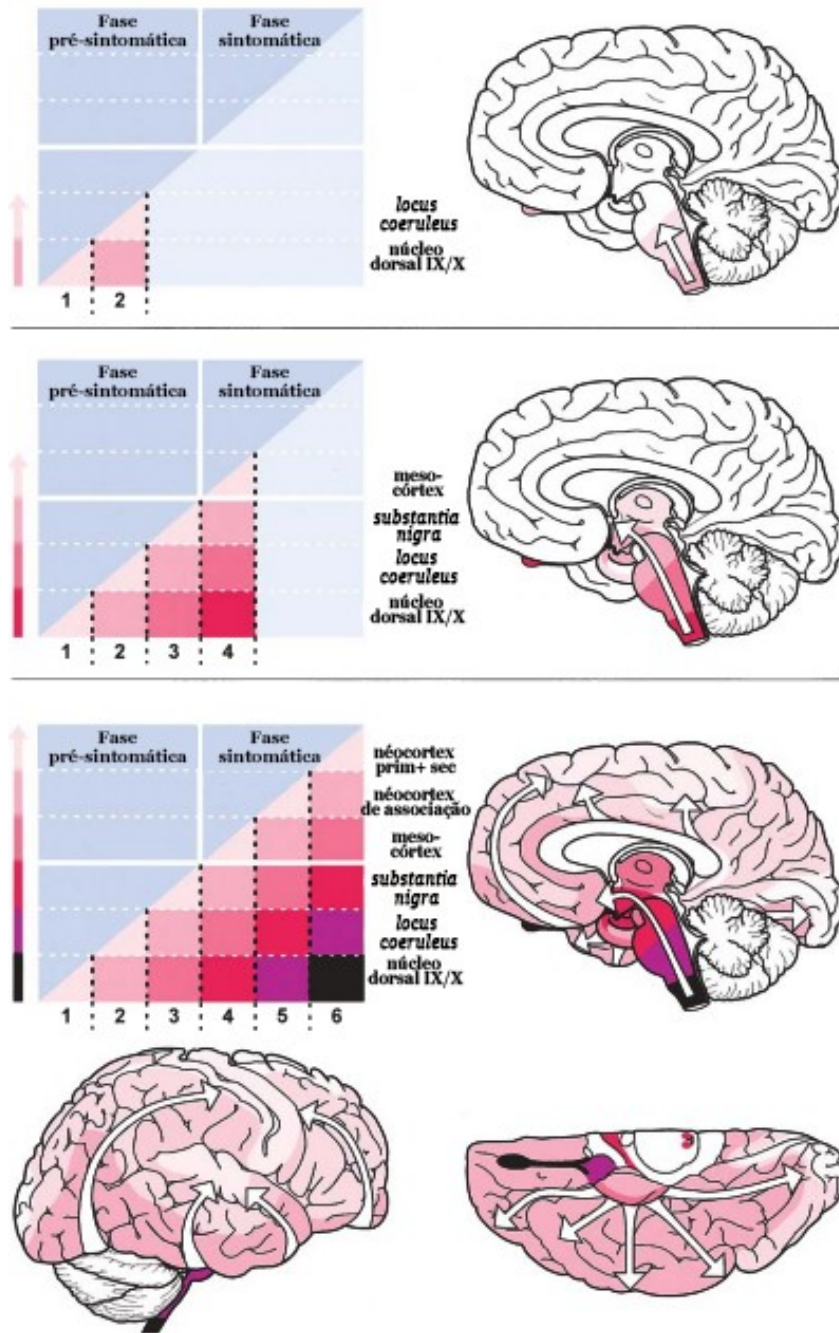 Fase
pré-sintomática
Fase
sintomática
locus
coeruleus
núcleo
dorsal IX/X
1 2
Fase
pré-sintomática
Fase
sintomática
meso-
córtex
substantia
nigra
locus
coeruleus
núcleo
dorsal IX/X
1 2 3 4
Fase
pré-sintomática
Fase
sintomática
néocortex
prim+ sec
néocortex
de associação
meso-
córtex
substantia
nigra
locus
coeruleus
núcleo
dorsal IX/X
1 2 3 4 5 6